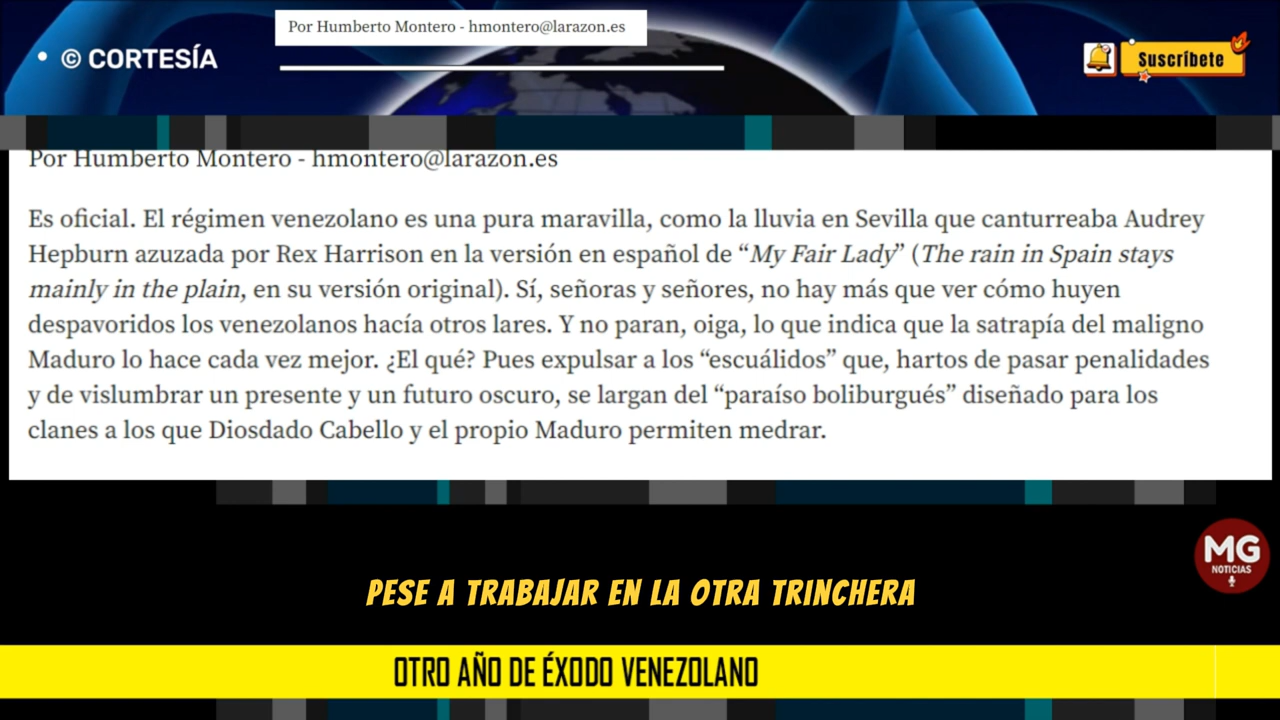 Por Humberto Montero - hmontero@larazon.es
© CORTESÍA
Suscríbete
Por Humberto Montero - hmontero@larazon.es
Es oficial. El régimen venezolano es una pura maravilla, como la lluvia en Sevilla que canturreaba Audrey
Hepburn azuzada por Rex Harrison en la versión en español de “My Fair Lady” (The rain in Spain stays
mainly in the plain, en su versión original). Sí, señoras y señores, no hay más que ver cómo huyen
despavoridos los venezolanos hacía otros lares. Y no paran, oiga, lo que indica que la satrapía del maligno
Maduro lo hace cada vez mejor. ¿El qué? Pues expulsar a los “escuálidos” que, hartos de pasar penalidades
y de vislumbrar un presente y un futuro oscuro, se largan del “paraíso boliburgués” diseñado para los
clanes a los que Diosdado Cabello y el propio Maduro permiten medrar.
MG
NOTICIAS
PESE A TRABAJAR EN LA OTRA TRINCHERA
OTRO AÑO DE ÉXODO VENEZOLANO